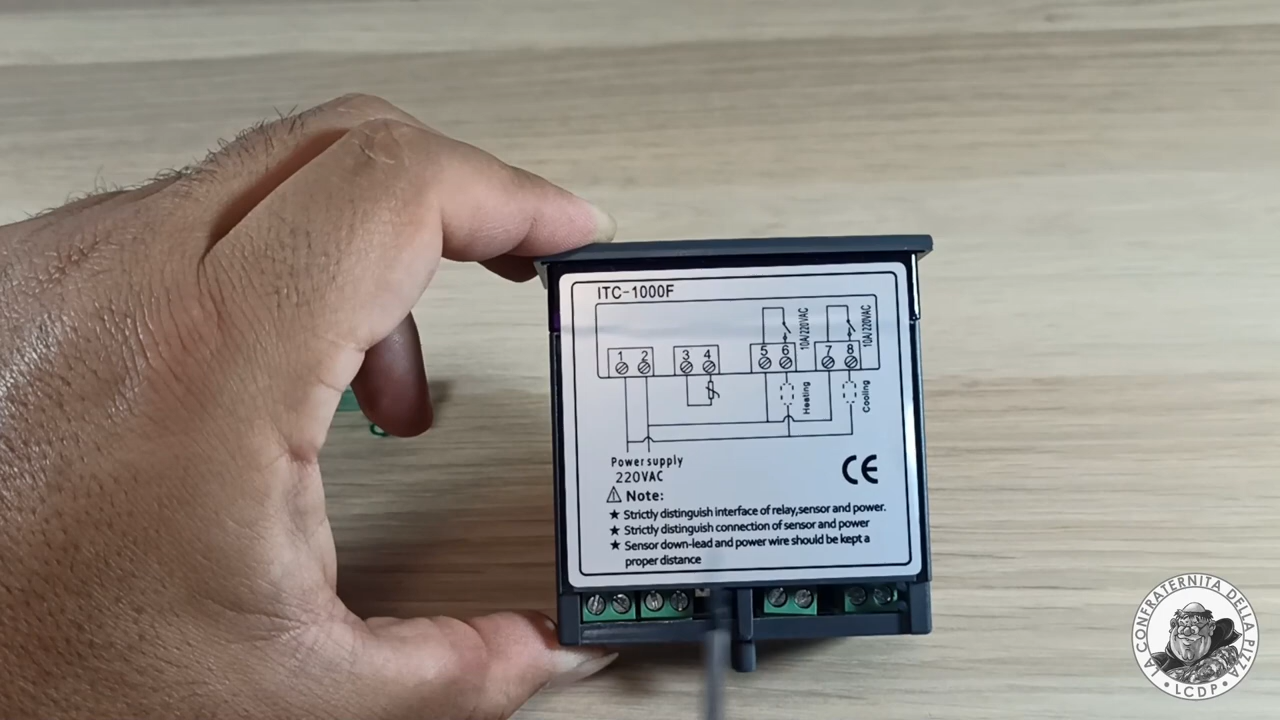 ITC-1000F
10A/220VAC
10A/220VAC
1 2 3 4 5 6 7 8
Heating
Cooling
Power supply
220VAC
CE
Note:
★ Strictly distinguish interface of relay,sensor and power.
★ Strictly distinguish connection of sensor and power
★ Sensor down-lead and power wire should be kept a
proper distance
LA CONFRATERNITA DELLA PIZZA
• LCDP •